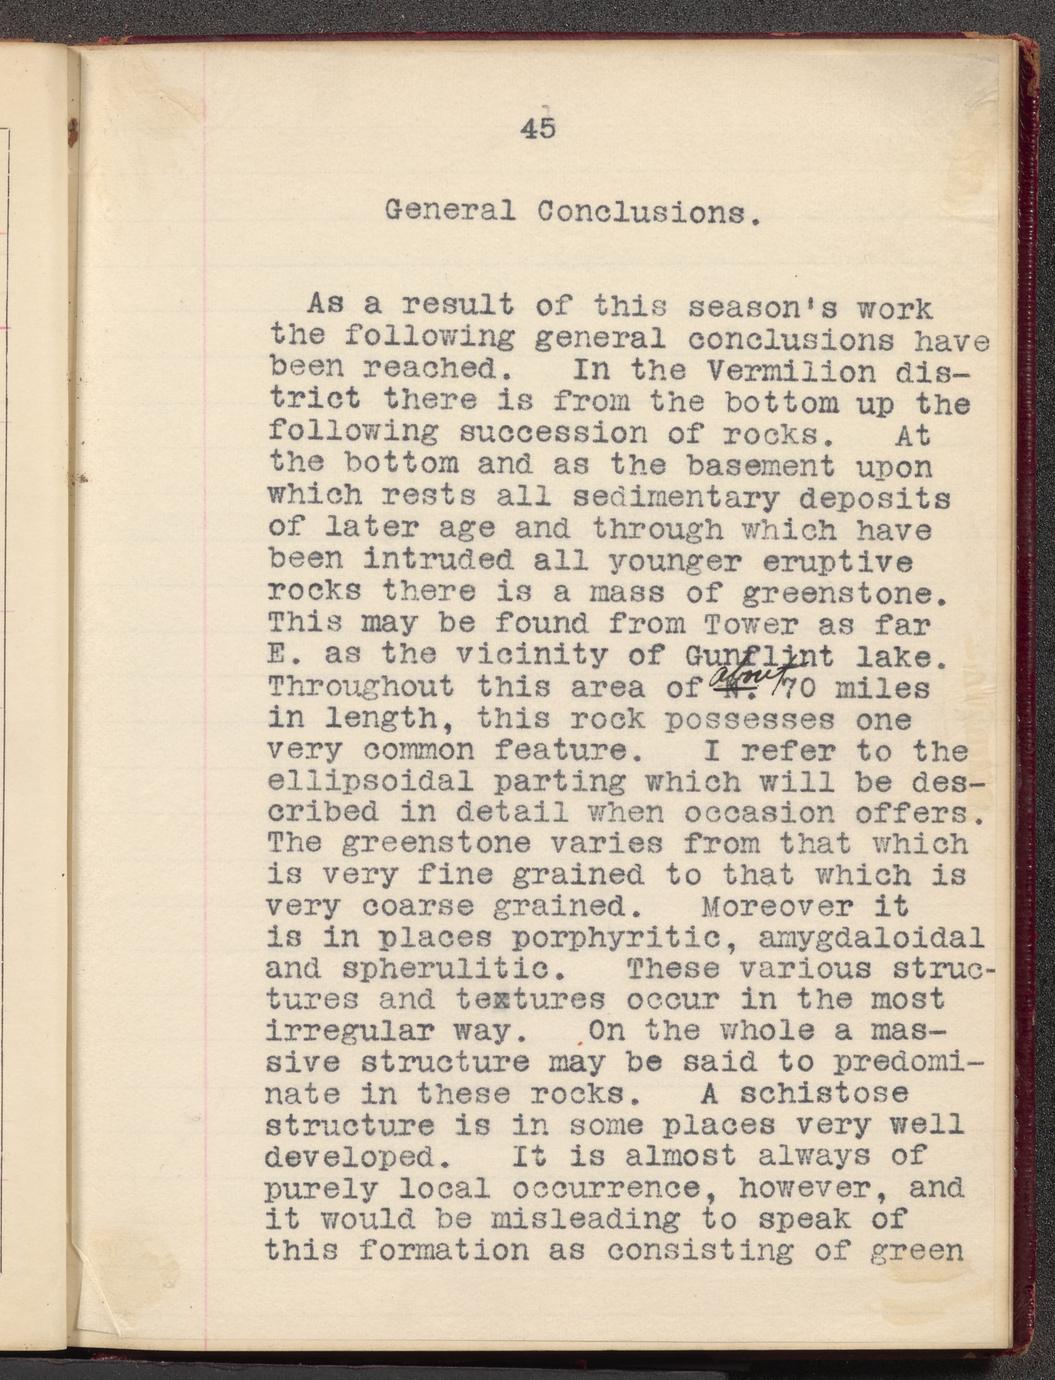 45
General Conclusions.
As a result of this season's work
the following general conclusions have
been reached. In the Vermilion dis-
trict there is from the bottom up the
following succession of rocks. At
the bottom and as the basement upon
which rests all sedimentary deposits
of later age and through which have
been intruded all younger eruptive
rocks there is a mass of greenstone.
This may be found from Tower as far
E. as the vicinity of Gunflint lake.
Throughout this area of about 70 miles
in length, this rock possesses one
very common feature. I refer to the
ellipsoidal parting which will be des-
cribed in detail when occasion offers.
The greenstone varies from that which
is very fine grained to that which is
very coarse grained. Moreover it
is in places porphyritic, amygdaloidal
and spherulitic. These various struc-
tures and textures occur in the most
irregular way. On the whole a mas-
sive structure may be said to predomi-
nate in these rocks. A schistose
structure is in some places very well
developed. It is almost always of
purely local occurrence, however, and
it would be misleading to speak of
this formation as consisting of green